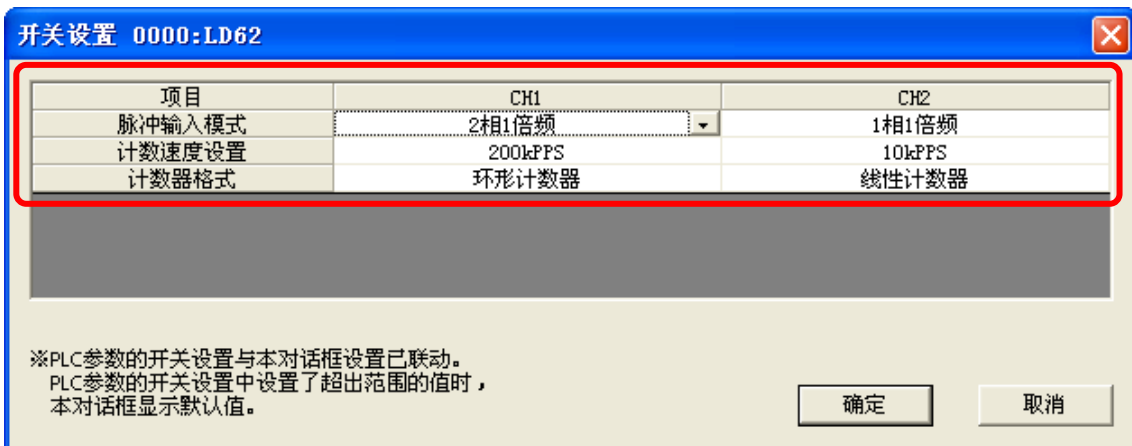 开关设置 0000:LD62
项目 CH1 CH2
脉冲输入模式 2相1倍频 1相1倍频
计数速度设置 200kPPS 10kPPS
计数器格式 环形计数器 线性计数器
※PLC参数的开关设置与本对话框设置已联动。
PLC参数的开关设置中设置了超出范围的值时，
本对话框显示默认值。
确定 取消